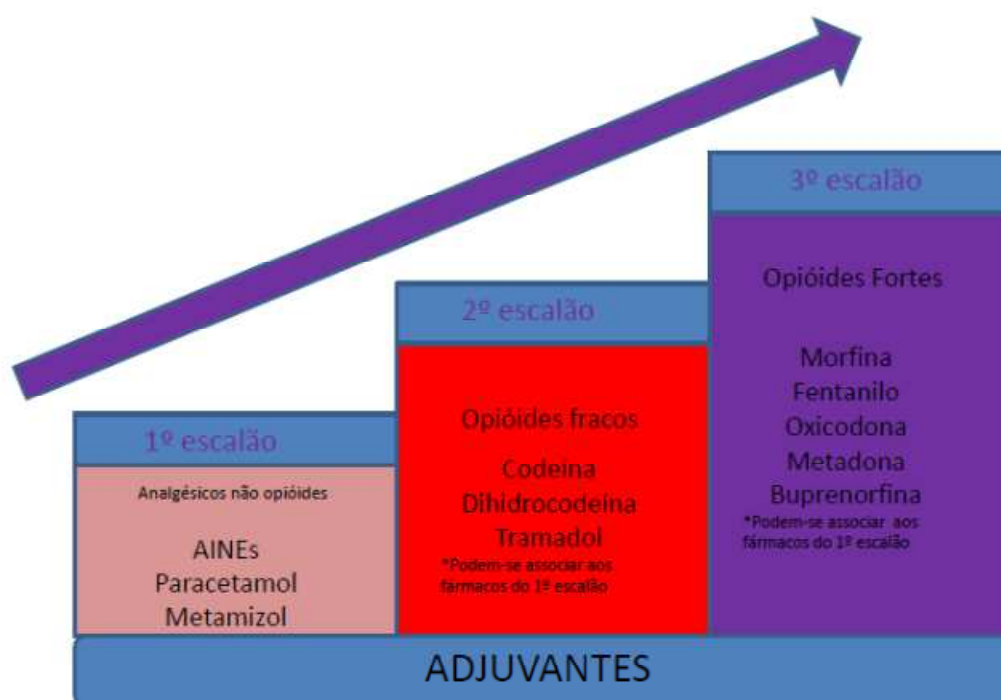 1º escalão
Analgésicos não opióides
AINEs
Paracetamol
Metamizol
2º escalão
Opióides fracos
Codeína
Dihidrocodeína
Tramadol
*Podem-se associar aos
fármacos do 1º escalão
3º escalão
Opióides Fortes
Morfina
Fentanilo
Oxicodona
Metadona
Buprenorfina
*Podem-se associar aos
fármacos do 1º escalão
ADJUVANTES